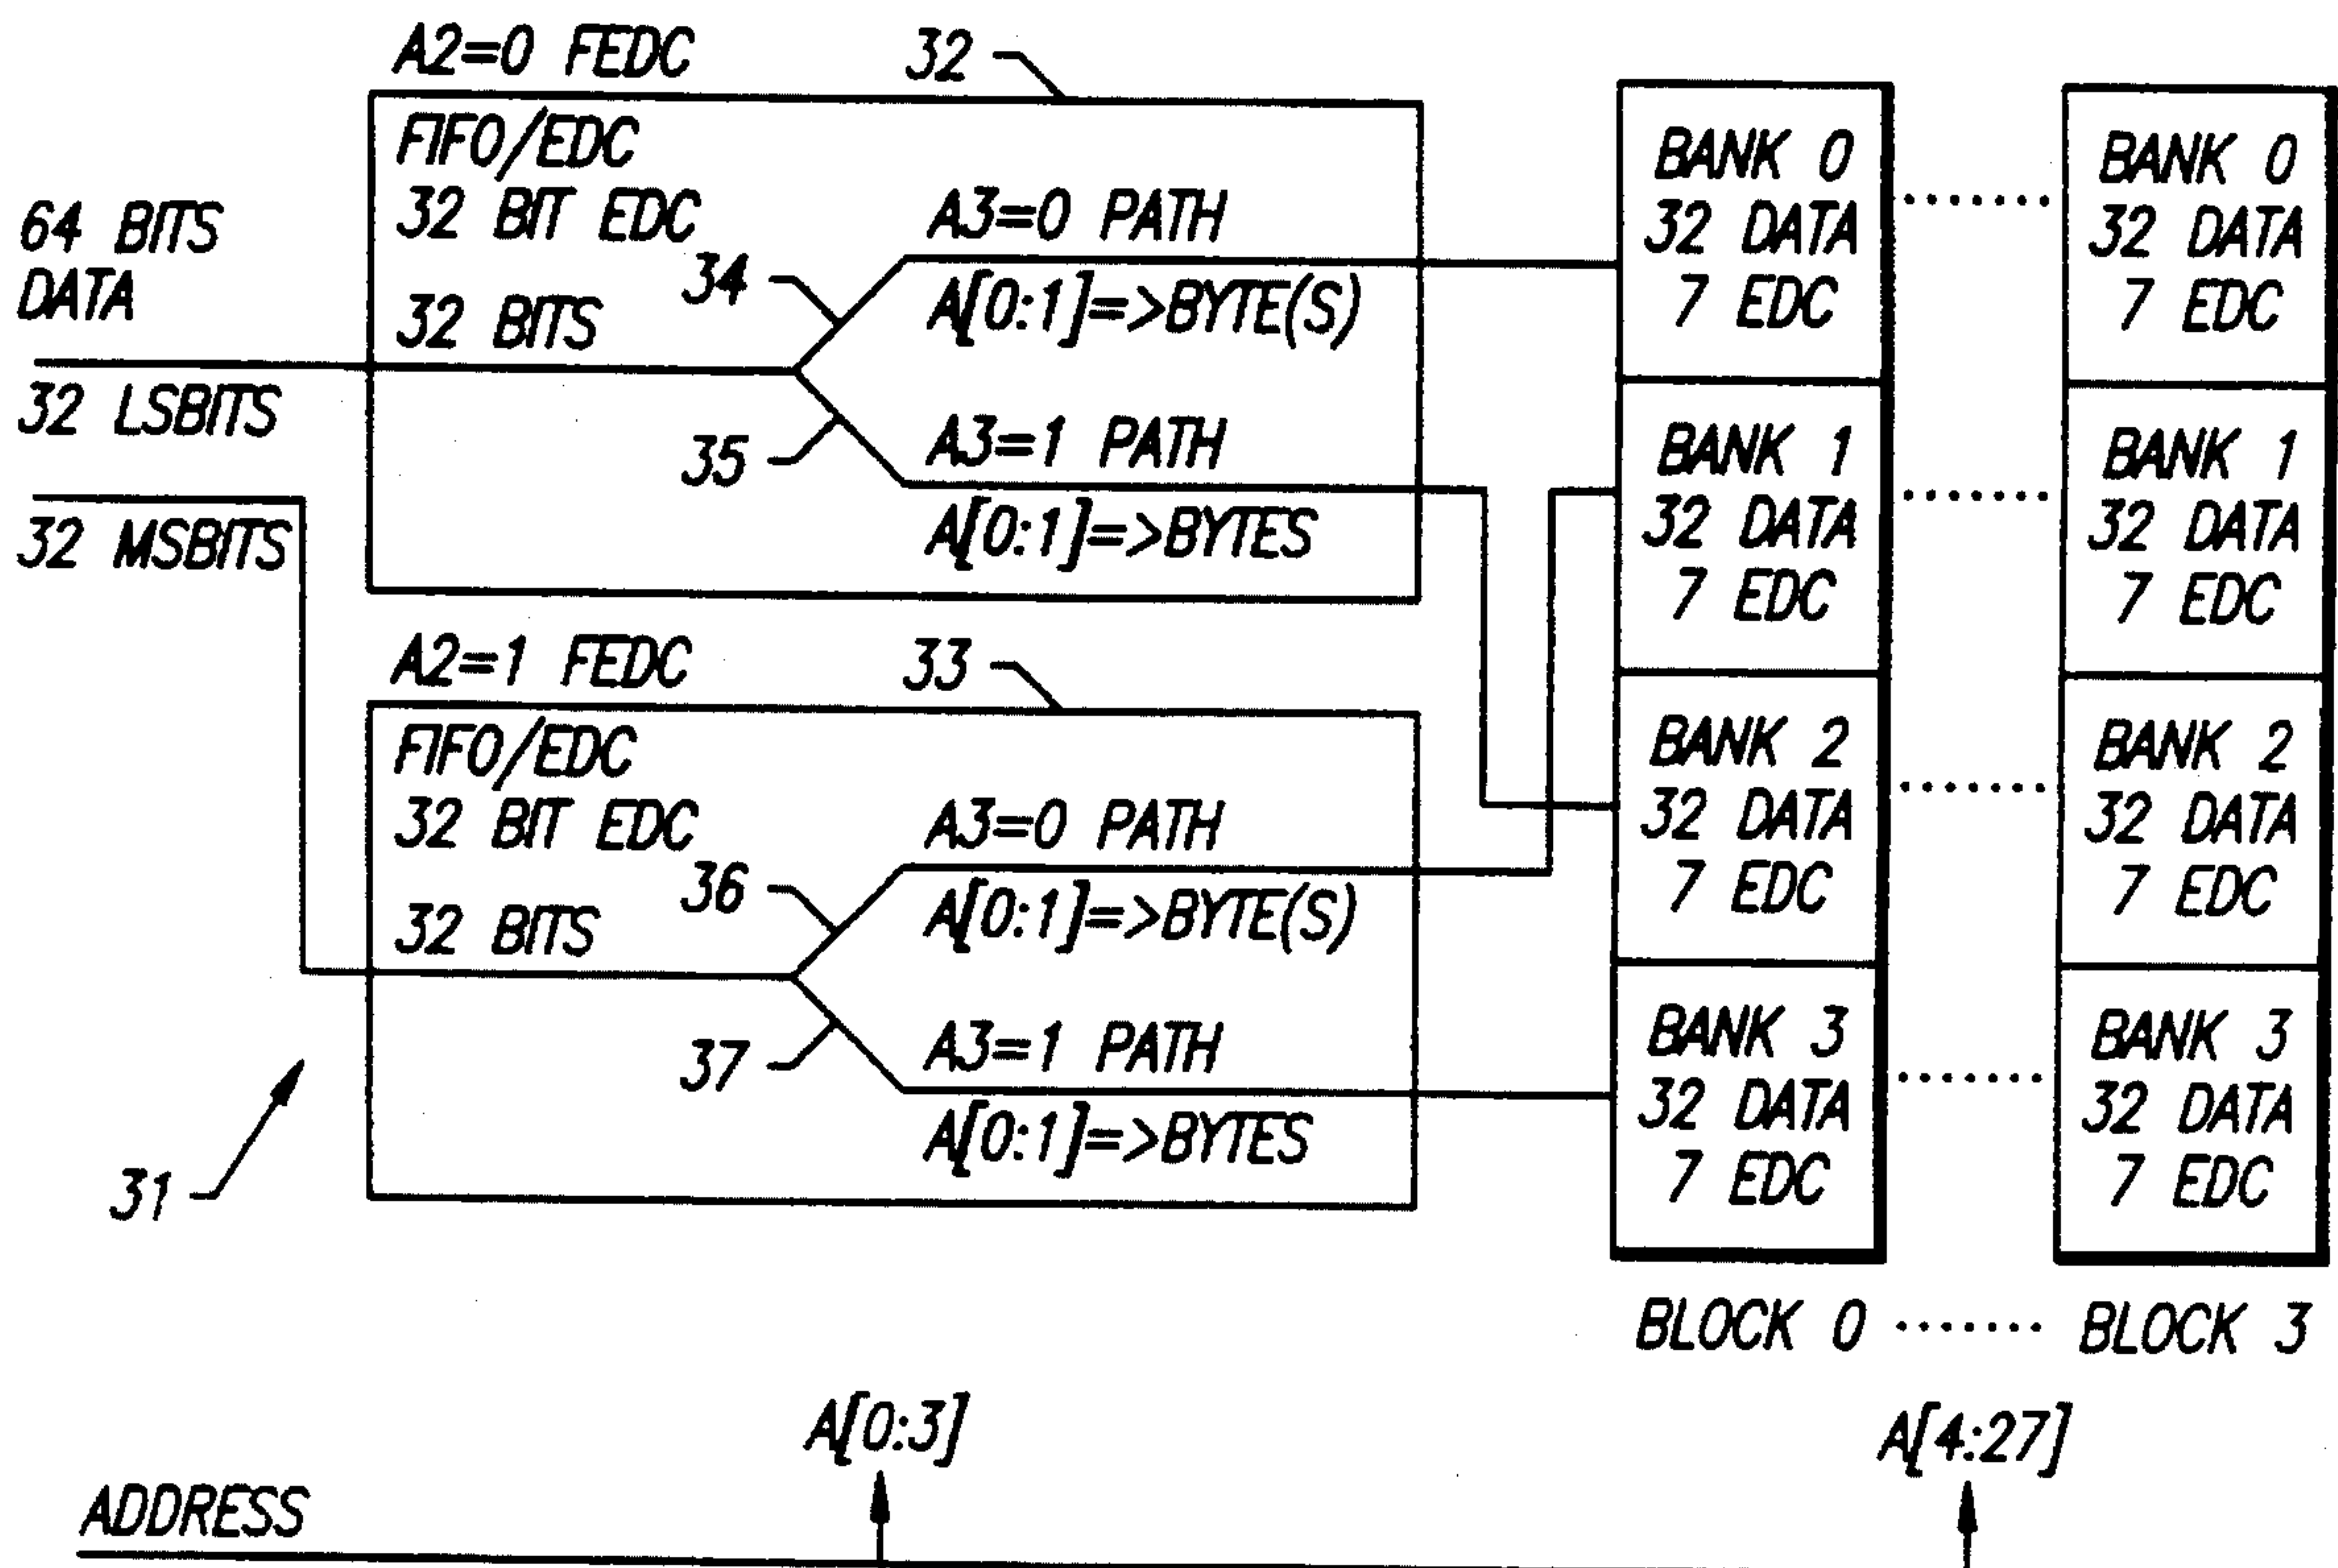 A2=0 FEDC
32
FIFO/EDC
32 BIT EDC
64 BITS
DATA
34
A3=0 PATH
32 BITS
A[0:1]=>BYTE(S)
32 LSBITS
35
A3=1 PATH
32 MSBITS
A[0:1]=>BYTES
A2=1 FEDC
33
FIFO/EDC
32 BIT EDC
36
A3=0 PATH
32 BITS
A[0:1]=>BYTE(S)
37
A3=1 PATH
A[0:1]=>BYTES
31
BANK 0
32 DATA
7 EDC
BANK 1
32 DATA
7 EDC
BANK 2
32 DATA
7 EDC
BANK 3
32 DATA
7 EDC
BANK 0
32 DATA
7 EDC
BANK 1
32 DATA
7 EDC
BANK 2
32 DATA
7 EDC
BANK 3
32 DATA
7 EDC
BLOCK 0 ....... BLOCK 3
A[0:3]
A[4:27]
ADDRESS